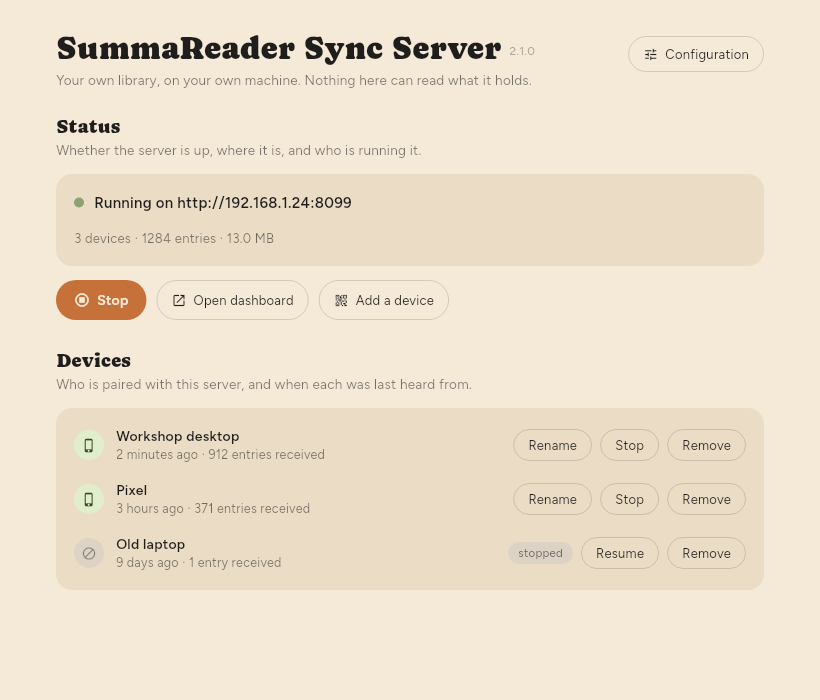 SummaReader Sync Server 2.1.0
Configuration
Your own library, on your own machine. Nothing here can read what it holds.
Status
Whether the server is up, where it is, and who is running it.
Running on http://192.168.1.24:8099
3 devices · 1284 entries · 13.0 MB
Stop
Open dashboard
Add a device
Devices
Who is paired with this server, and when each was last heard from.
Workshop desktop
2 minutes ago · 912 entries received
Rename
Stop
Remove
Pixel
3 hours ago · 371 entries received
Rename
Stop
Remove
Old laptop
9 days ago · 1 entry received
stopped
Resume
Remove